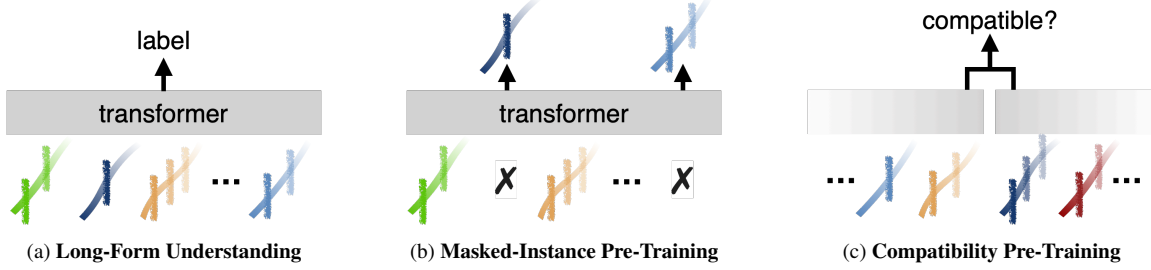 label
transformer
...
(a) Long-Form Understanding
transformer
...
(b) Masked-Instance Pre-Training
compatible?
... ...
(c) Compatibility Pre-Training